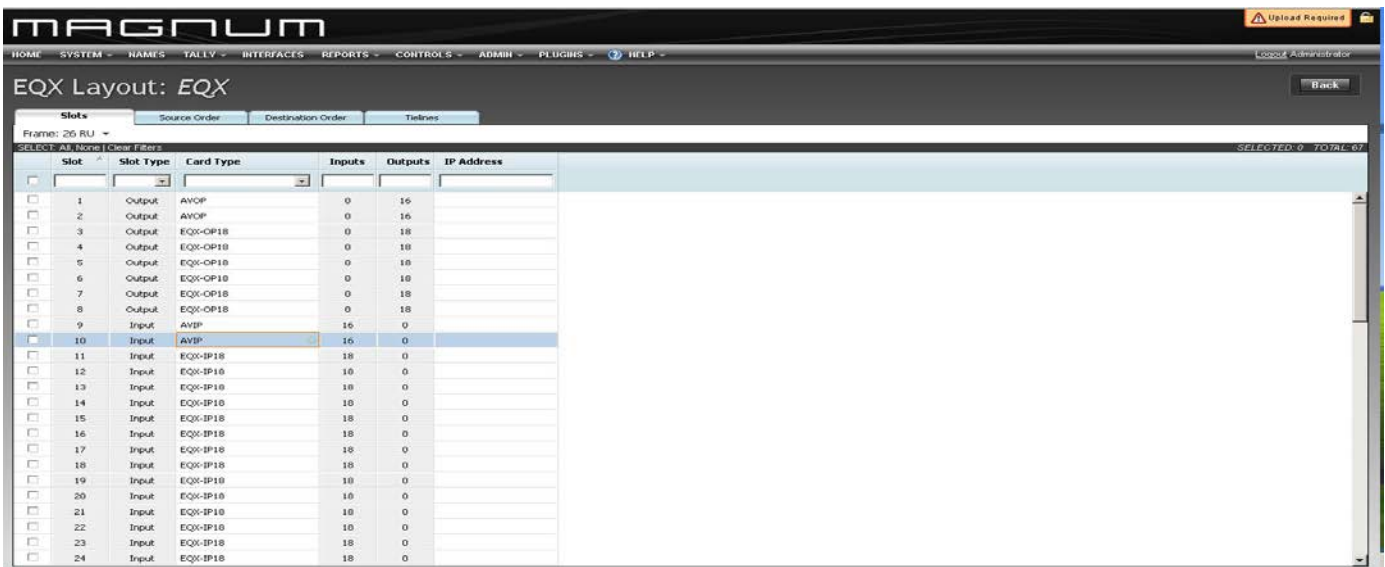 MAGNUM
Upload Required
HOME SYSTEM NAMES TALLY INTERFACES REPORTS CONTROLS ADMIN PLUGINS HELP
Logout Administrator
EQX Layout: EQX
Back
Slots Source Order Destination Order Tielines
Frame: 26 RU
SELECT: All, None | Clear Filters SELECTED: 0 TOTAL: 67
Slot Slot Type Card Type Inputs Outputs IP Address
1 Output AVOP 0 16
2 Output AVOP 0 16
3 Output EQX-OP18 0 18
4 Output EQX-OP18 0 18
5 Output EQX-OP18 0 18
6 Output EQX-OP18 0 18
7 Output EQX-OP18 0 18
8 Output EQX-OP18 0 18
9 Input AVIP 16 0
10 Input AVIP 16 0
11 Input EQX-IP18 18 0
12 Input EQX-IP18 18 0
13 Input EQX-IP18 18 0
14 Input EQX-IP18 18 0
15 Input EQX-IP18 18 0
16 Input EQX-IP18 18 0
17 Input EQX-IP18 18 0
18 Input EQX-IP18 18 0
19 Input EQX-IP18 18 0
20 Input EQX-IP18 18 0
21 Input EQX-IP18 18 0
22 Input EQX-IP18 18 0
23 Input EQX-IP18 18 0
24 Input EQX-IP18 18 0